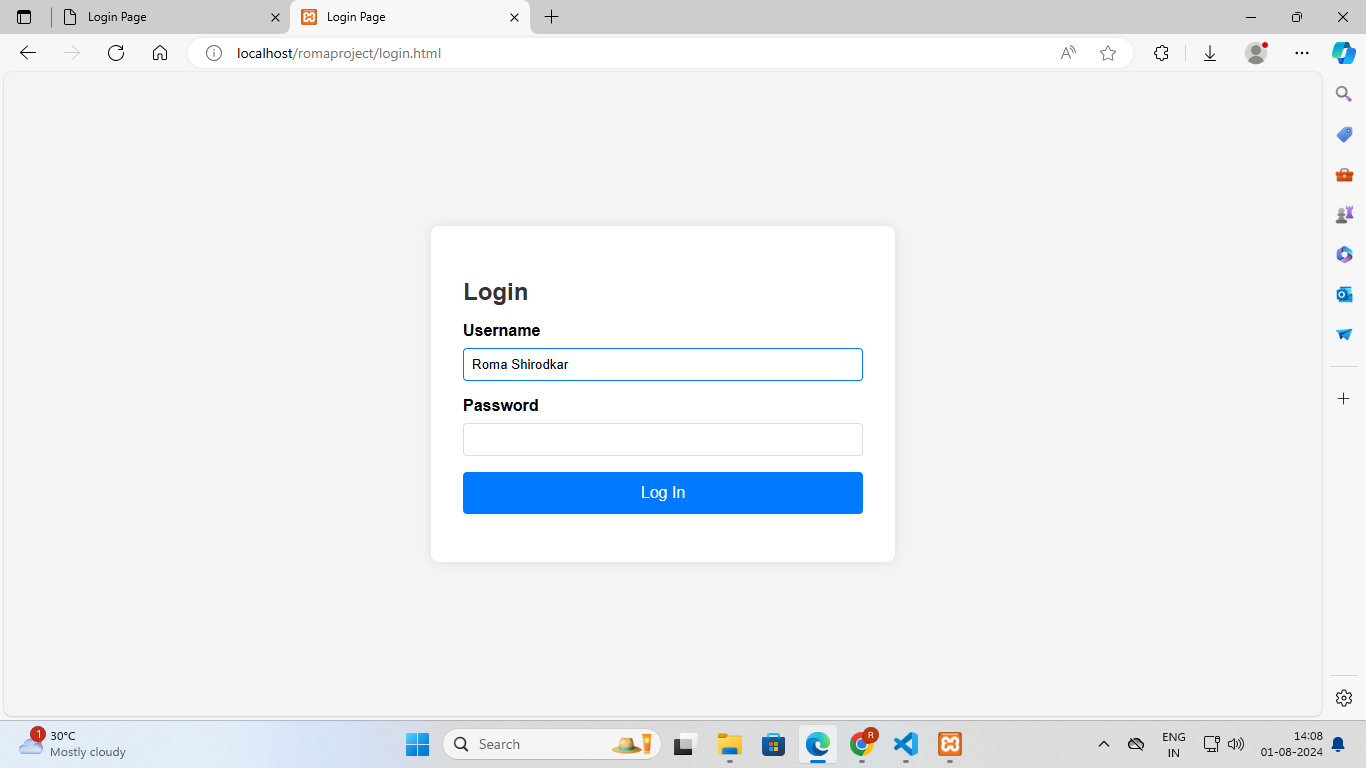 Login Page
Login Page
localhost/romaproject/login.html
Login
Username
Roma Shirodkar
Password
Log In
1
30°C
Mostly cloudy
Search
R
ENG
IN
14:08
01-08-2024